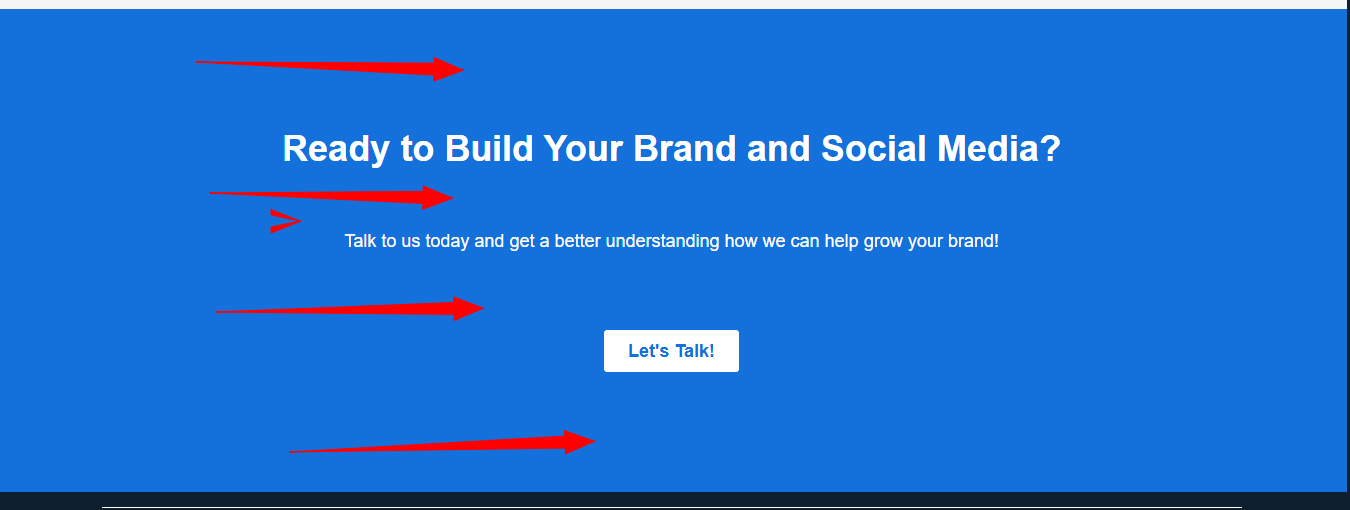 Ready to Build Your Brand and Social Media?
Talk to us today and get a better understanding how we can help grow your brand!
Let's Talk!